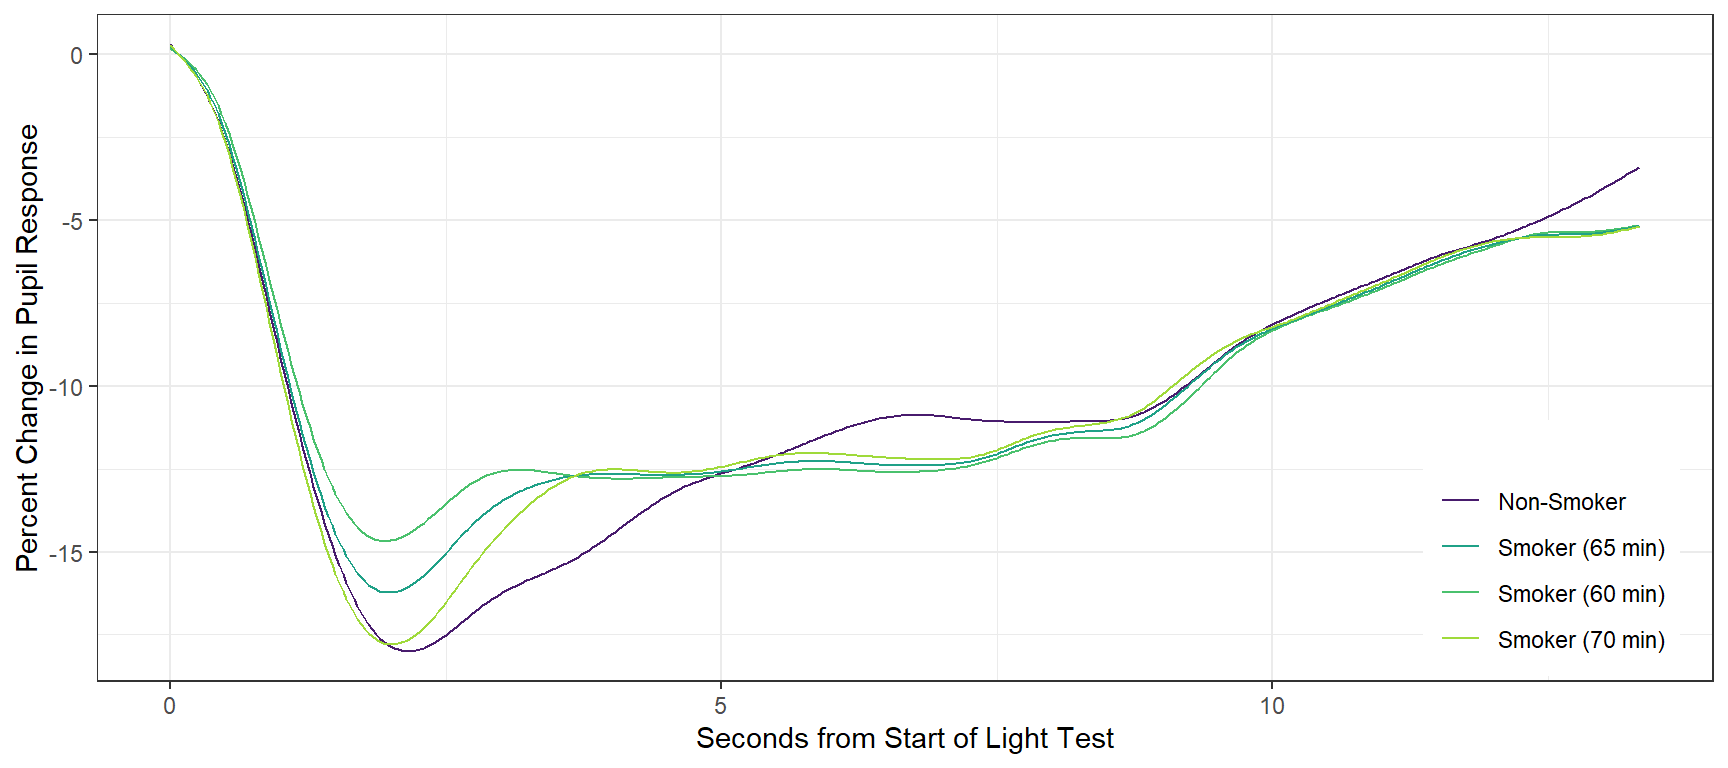 Percent Change in Pupil Response
0
-5
-10
-15
Non-Smoker
Smoker (65 min)
Smoker (60 min)
Smoker (70 min)
0 5 10
Seconds from Start of Light Test